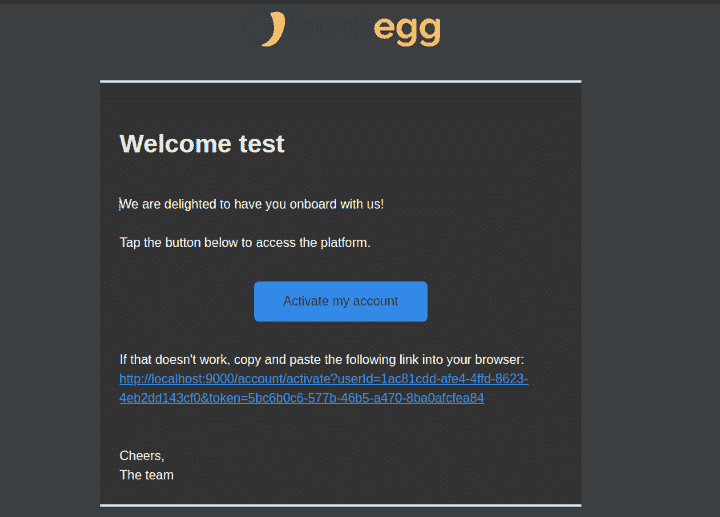 egg
Welcome test
We are delighted to have you onboard with us!
Tap the button below to access the platform.
Activate my account
If that doesn't work, copy and paste the following link into your browser:
http://localhost:9000/account/activate?userId=1ac81cdd-afe4-4ffd-8623-
4eb2dd143cf0&token=5bc6b0c6-577b-46b5-a470-8ba0afcfea84
Cheers,
The team